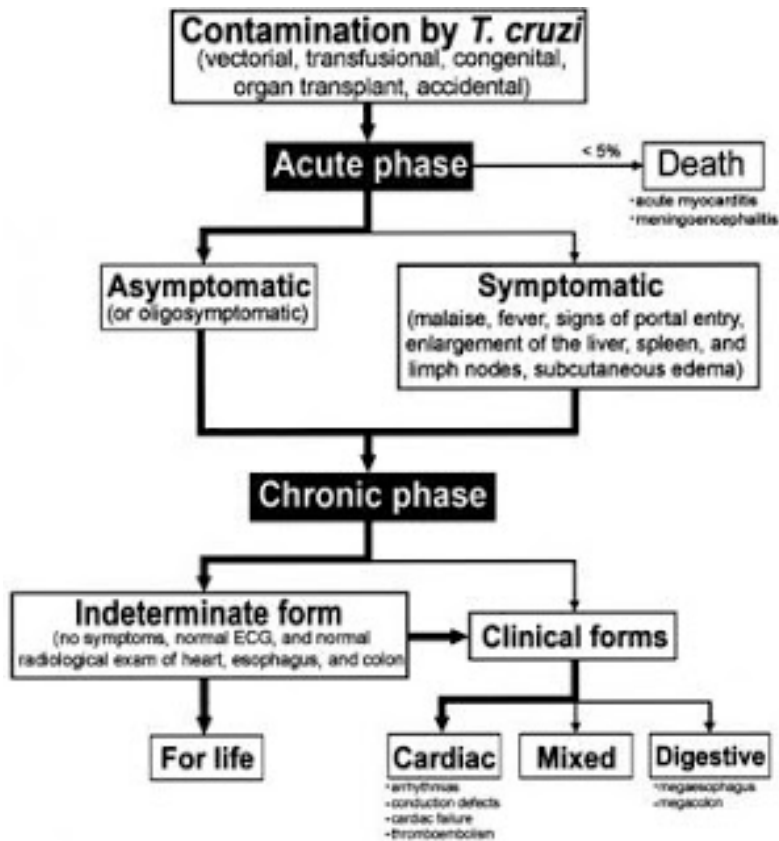 Contamination by T. cruzi
(vectorial, transfusional, congenital,
organ transplant, accidental)
Acute phase
< 5%
Death
•acute myocarditis
•meningoencephalitis
Asymptomatic
(or oligosymptomatic)
Symptomatic
(malaise, fever, signs of portal entry,
enlargement of the liver, spleen, and
limph nodes, subcutaneous edema)
Chronic phase
Indeterminate form
(no symptoms, normal ECG, and normal
radiological exam of heart, esophagus, and colon
Clinical forms
For life
Cardiac
•arrhythmias
•conduction defects
•cardiac failure
•thromboembolism
Mixed
Digestive
•megaesophagus
•megacolon